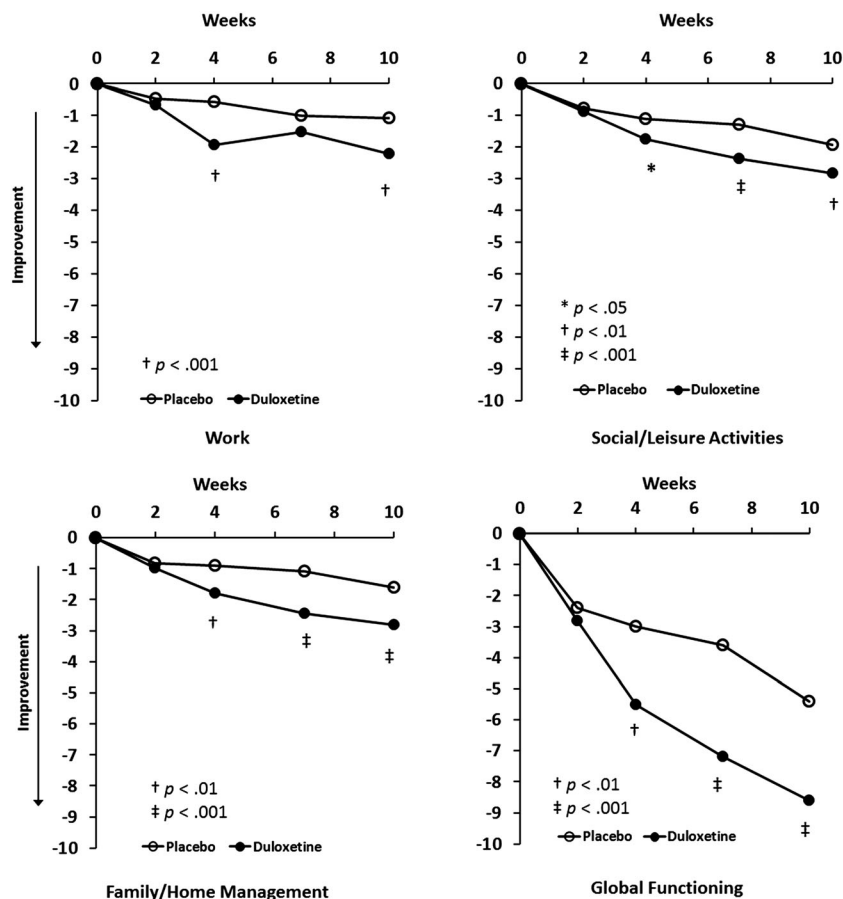 Weeks
0 2 4 6 8 10
0
-1
-2
-3
-4
-5
-6
-7
-8
-9
-10
Improvement
†
†
† p < .001
Placebo Duloxetine
Work
Weeks
0 2 4 6 8 10
0
-1
-2
-3
-4
-5
-6
-7
-8
-9
-10
*
‡
†
* p < .05
† p < .01
‡ p < .001
Placebo Duloxetine
Social/Leisure Activities
Weeks
0 2 4 6 8 10
0
-1
-2
-3
-4
-5
-6
-7
-8
-9
-10
Improvement
†
‡
‡
† p < .01
‡ p < .001
Placebo Duloxetine
Family/Home Management
Weeks
0 2 4 6 8 10
0
-1
-2
-3
-4
-5
-6
-7
-8
-9
-10
†
‡
‡
† p < .01
‡ p < .001
Placebo Duloxetine
Global Functioning